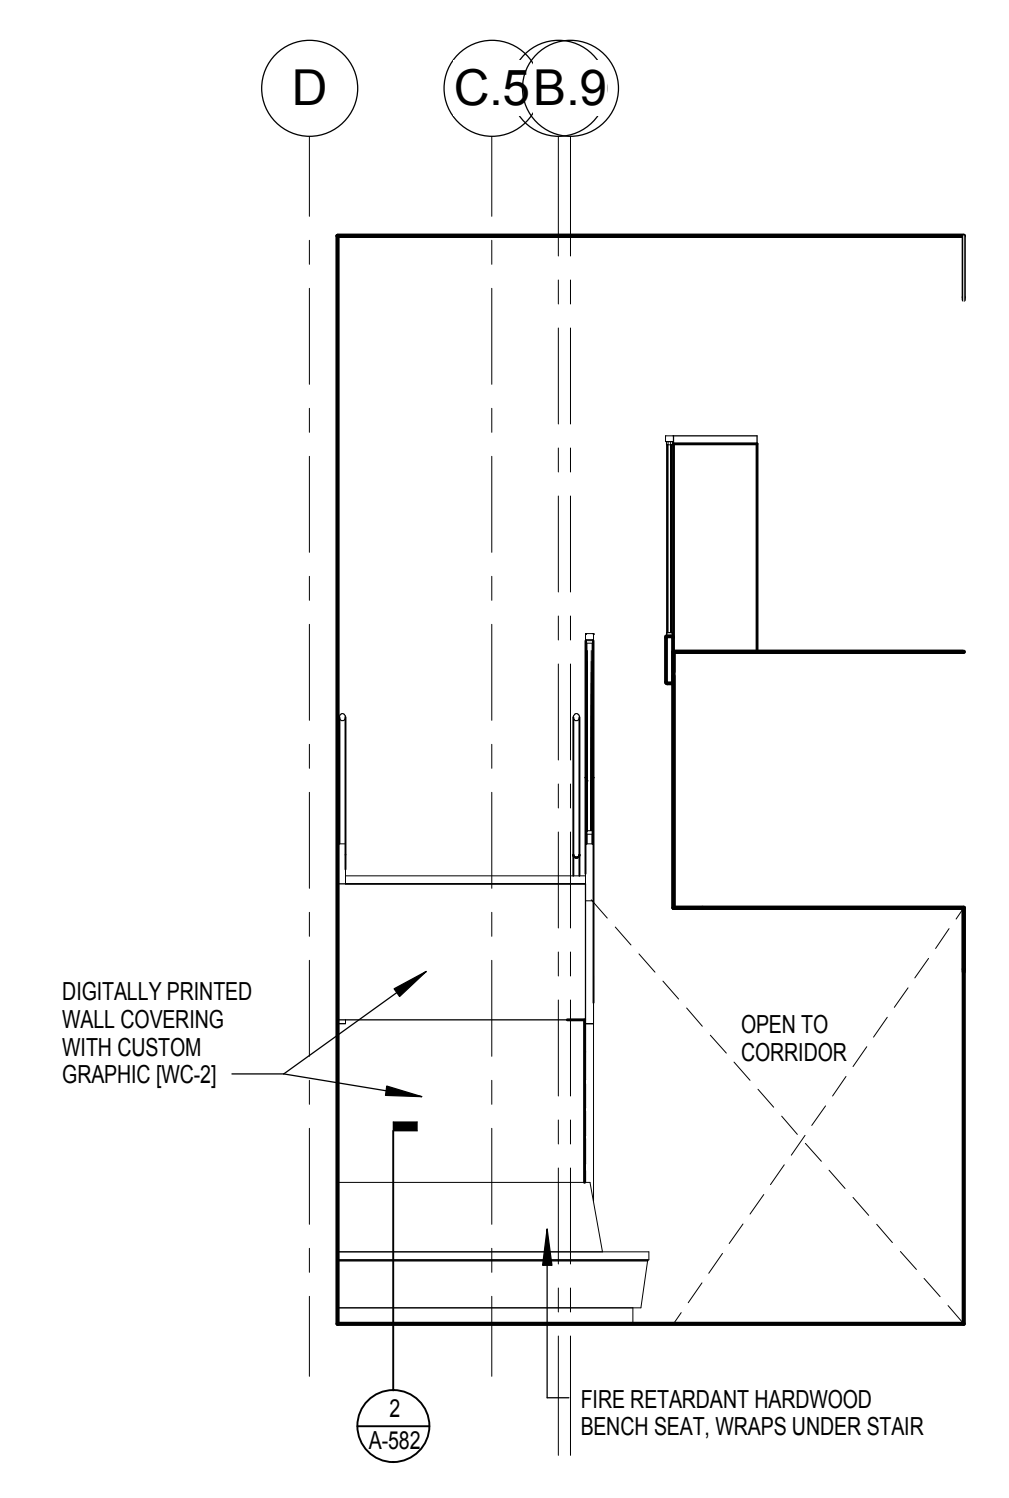 D
C.5
B.9
DIGITALLY PRINTED
WALL COVERING
WITH CUSTOM
GRAPHIC [WC-2]
OPEN TO
CORRIDOR
2
A-582
FIRE RETARDANT HARDWOOD
BENCH SEAT, WRAPS UNDER STAIR